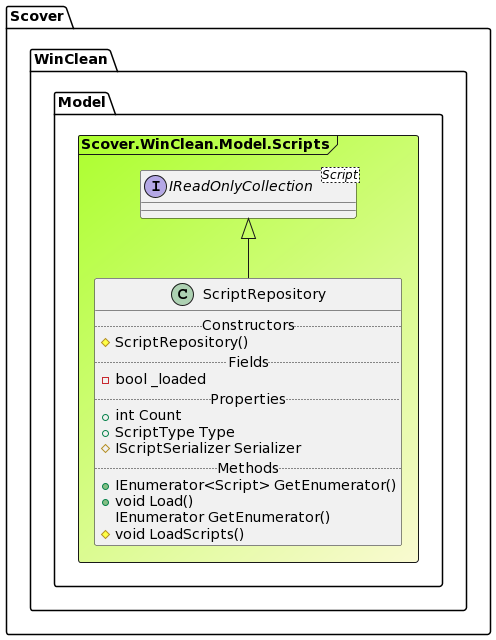 Scover
WinClean
Model
Scover.WinClean.Model.Scripts
Script
I IReadOnlyCollection
C ScriptRepository
Constructors
ScriptRepository()
Fields
bool _loaded
Properties
int Count
ScriptType Type
IScriptSerializer Serializer
Methods
IEnumerator<Script> GetEnumerator()
void Load()
IEnumerator GetEnumerator()
void LoadScripts()